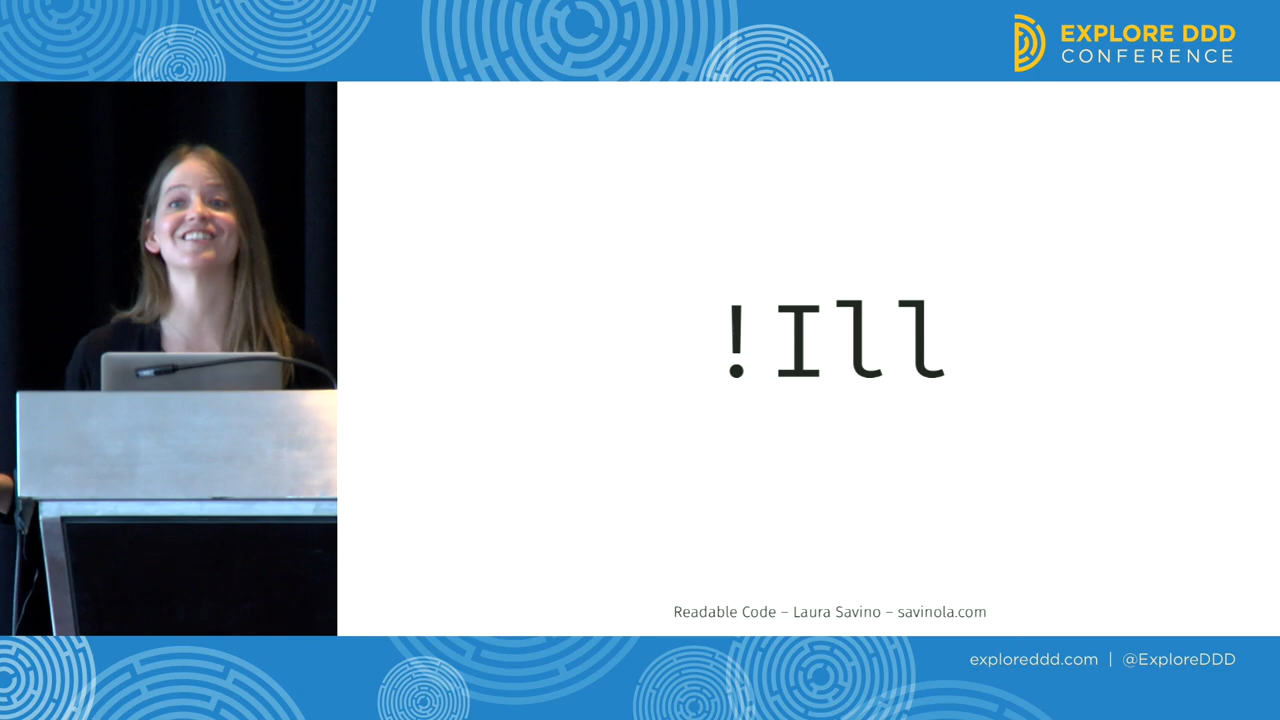 EXPLORE DDD
CONFERENCE
!Ill
Readable Code – Laura Savino – savinola.com
exploreddd.com | @ExploreDDD